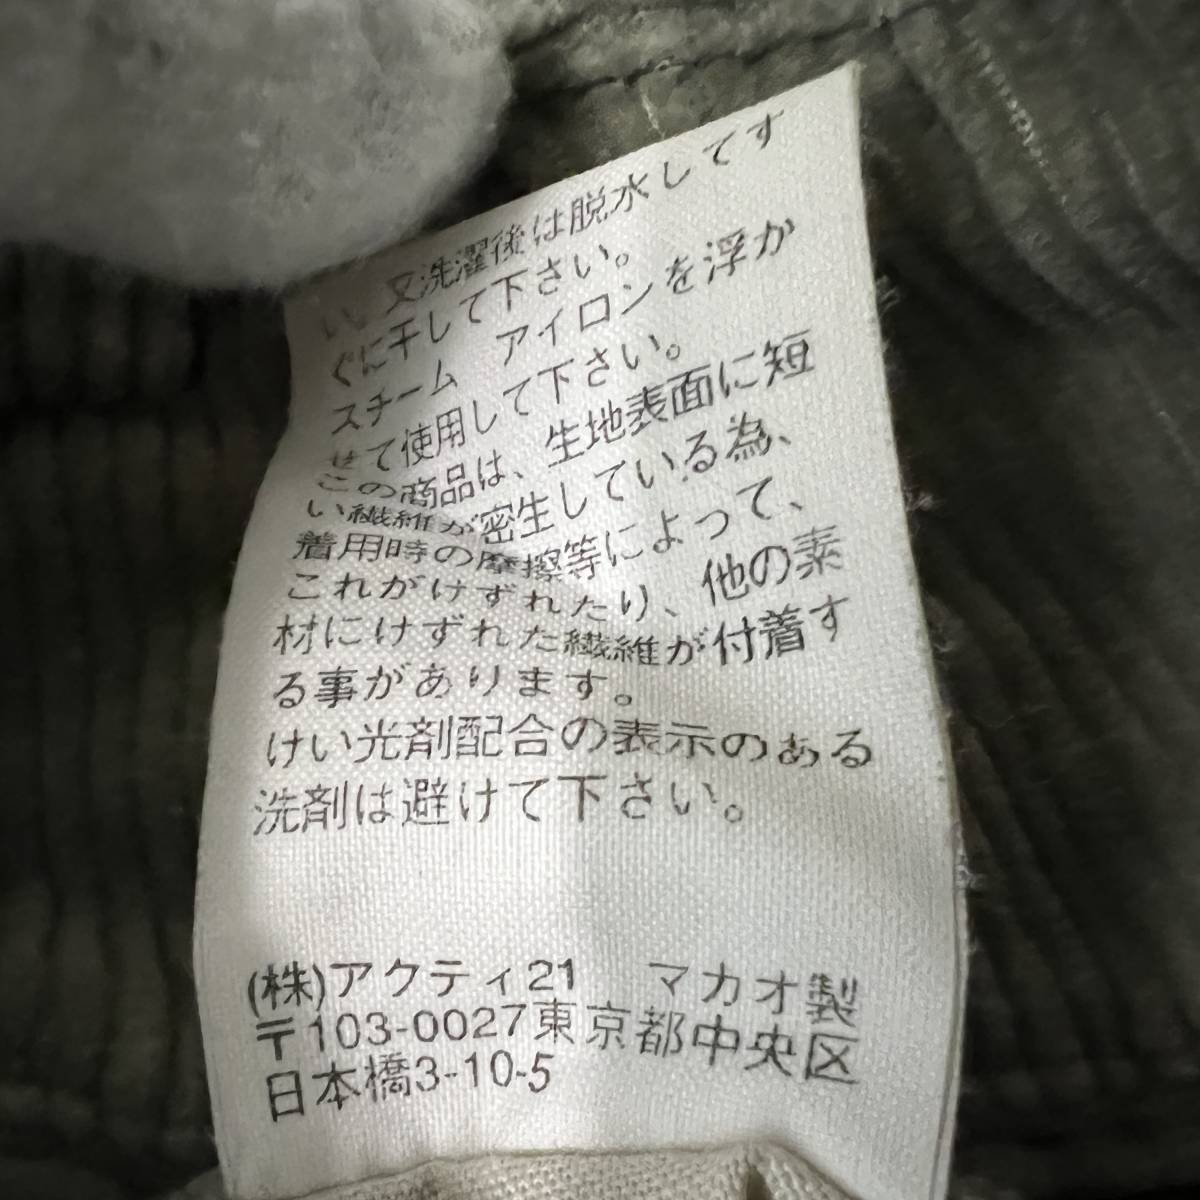 い。又洗濯後は脱水してす
ぐに干して下さい。
スチーム アイロンを浮か
せて使用して下さい。
この商品は、生地表面に短
い繊維が密生している為、
着用時の摩擦等によって、
これがけずれたり、他の素
材にけずれた繊維が付着す
る事があります。
けい光剤配合の表示のある
洗剤は避けて下さい。
(株)アクティ21 マカオ製
〒103-0027東京都中央区
日本橋3-10-5